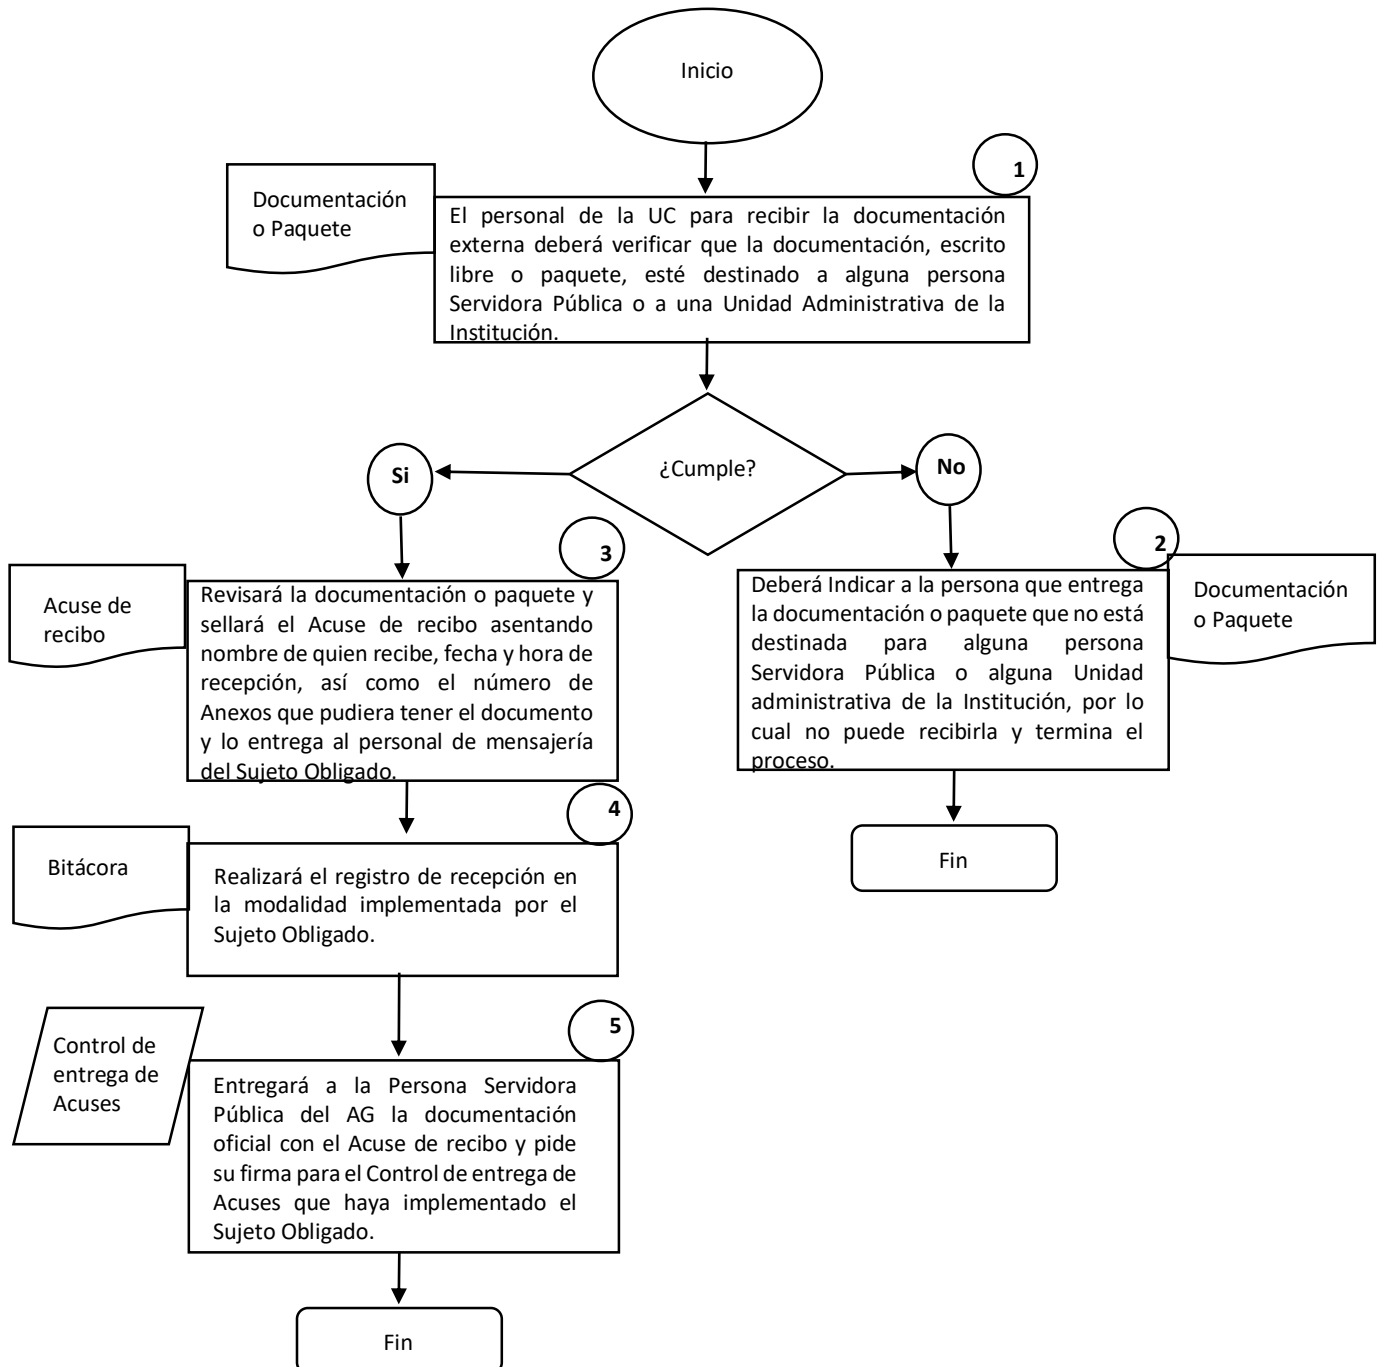 Inicio
1
Documentación
o Paquete
El personal de la UC para recibir la documentación
externa deberá verificar que la documentación, escrito
libre o paquete, esté destinado a alguna persona
Servidora Pública o a una Unidad Administrativa de la
Institución.
¿Cumple?
Si
No
3
Acuse de
recibo
Revisará la documentación o paquete y
sellará el Acuse de recibo asentando
nombre de quien recibe, fecha y hora de
recepción, así como el número de
Anexos que pudiera tener el documento
y lo entrega al personal de mensajería
del Sujeto Obligado.
2
Deberá Indicar a la persona que entrega
la documentación o paquete que no está
destinada para alguna persona
Servidora Pública o alguna Unidad
administrativa de la Institución, por lo
cual no puede recibirla y termina el
proceso.
Documentación
o Paquete
Fin
4
Bitácora
Realizará el registro de recepción en
la modalidad implementada por el
Sujeto Obligado.
5
Control de
entrega de
Acuses
Entregará a la Persona Servidora
Pública del AG la documentación
oficial con el Acuse de recibo y pide
su firma para el Control de entrega de
Acuses que haya implementado el
Sujeto Obligado.
Fin